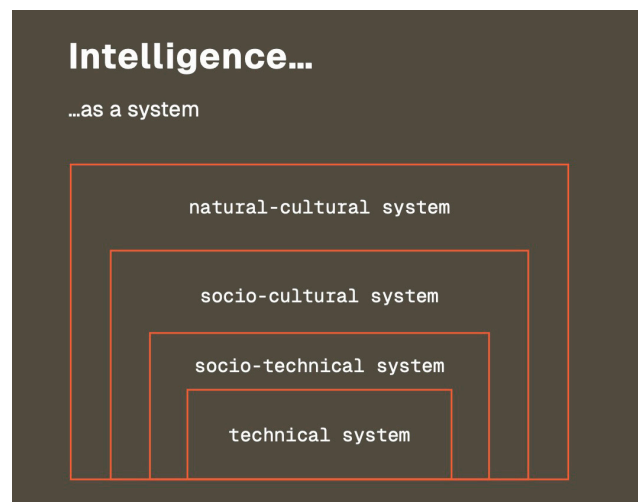 Intelligence…
…as a system
natural-cultural system
socio-cultural system
socio-technical system
technical system